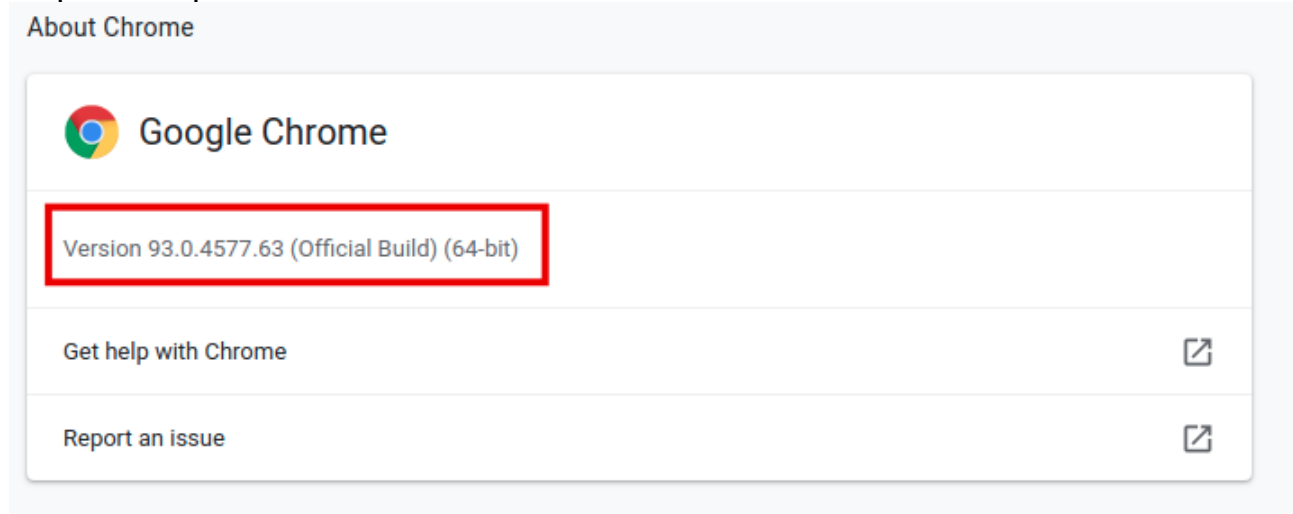 About Chrome
Google Chrome
Version 93.0.4577.63 (Official Build) (64-bit)
Get help with Chrome
Report an issue